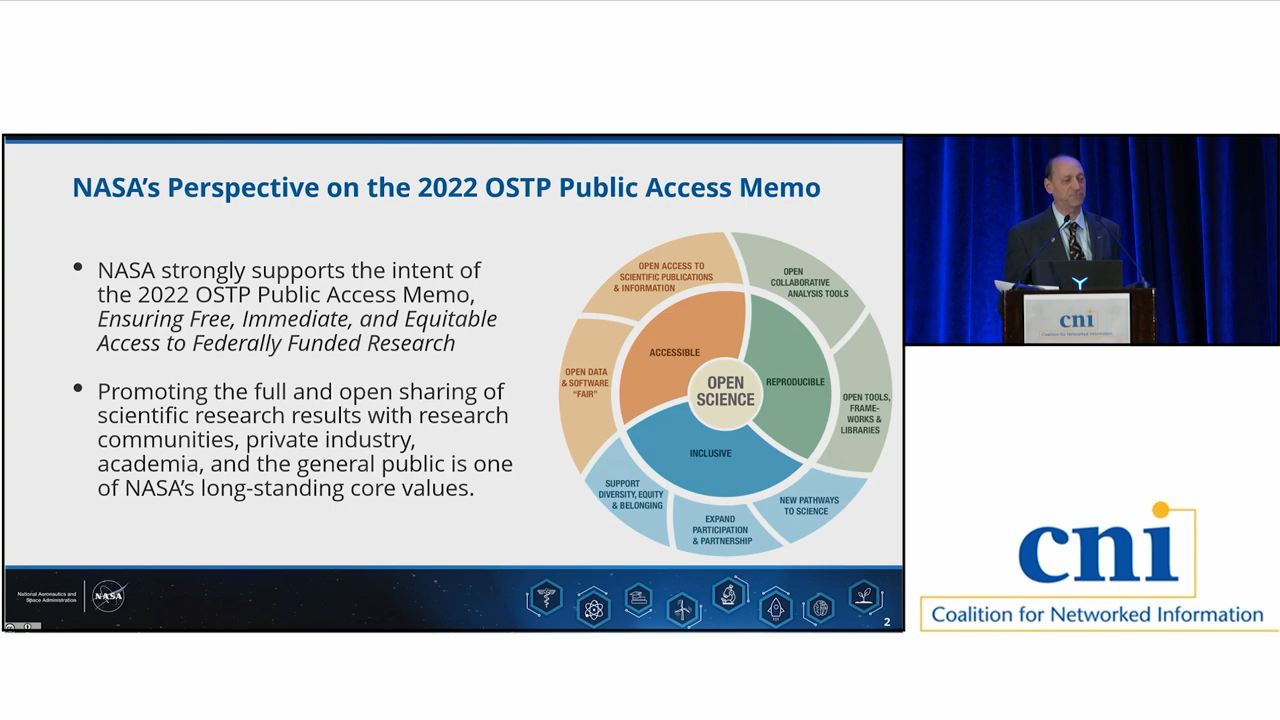 NASA’s Perspective on the 2022 OSTP Public Access Memo
• NASA strongly supports the intent of
the 2022 OSTP Public Access Memo,
Ensuring Free, Immediate, and Equitable
Access to Federally Funded Research
• Promoting the full and open sharing of
scientific research results with research
communities, private industry,
academia, and the general public is one
of NASA’s long-standing core values.
OPEN ACCESS TO
SCIENTIFIC PUBLICATIONS
& INFORMATION
OPEN
COLLABORATIVE
ANALYSIS TOOLS
OPEN DATA
& SOFTWARE
“FAIR”
ACCESSIBLE
REPRODUCIBLE
OPEN
SCIENCE
OPEN TOOLS,
FRAME-
WORKS &
LIBRARIES
INCLUSIVE
SUPPORT
DIVERSITY, EQUITY
& BELONGING
EXPAND
PARTICIPATION
& PARTNERSHIP
NEW PATHWAYS
TO SCIENCE
National Aeronautics and
Space Administration
NASA
2
cni
Coalition for Networked Information
cni
Coalition for Networked Information